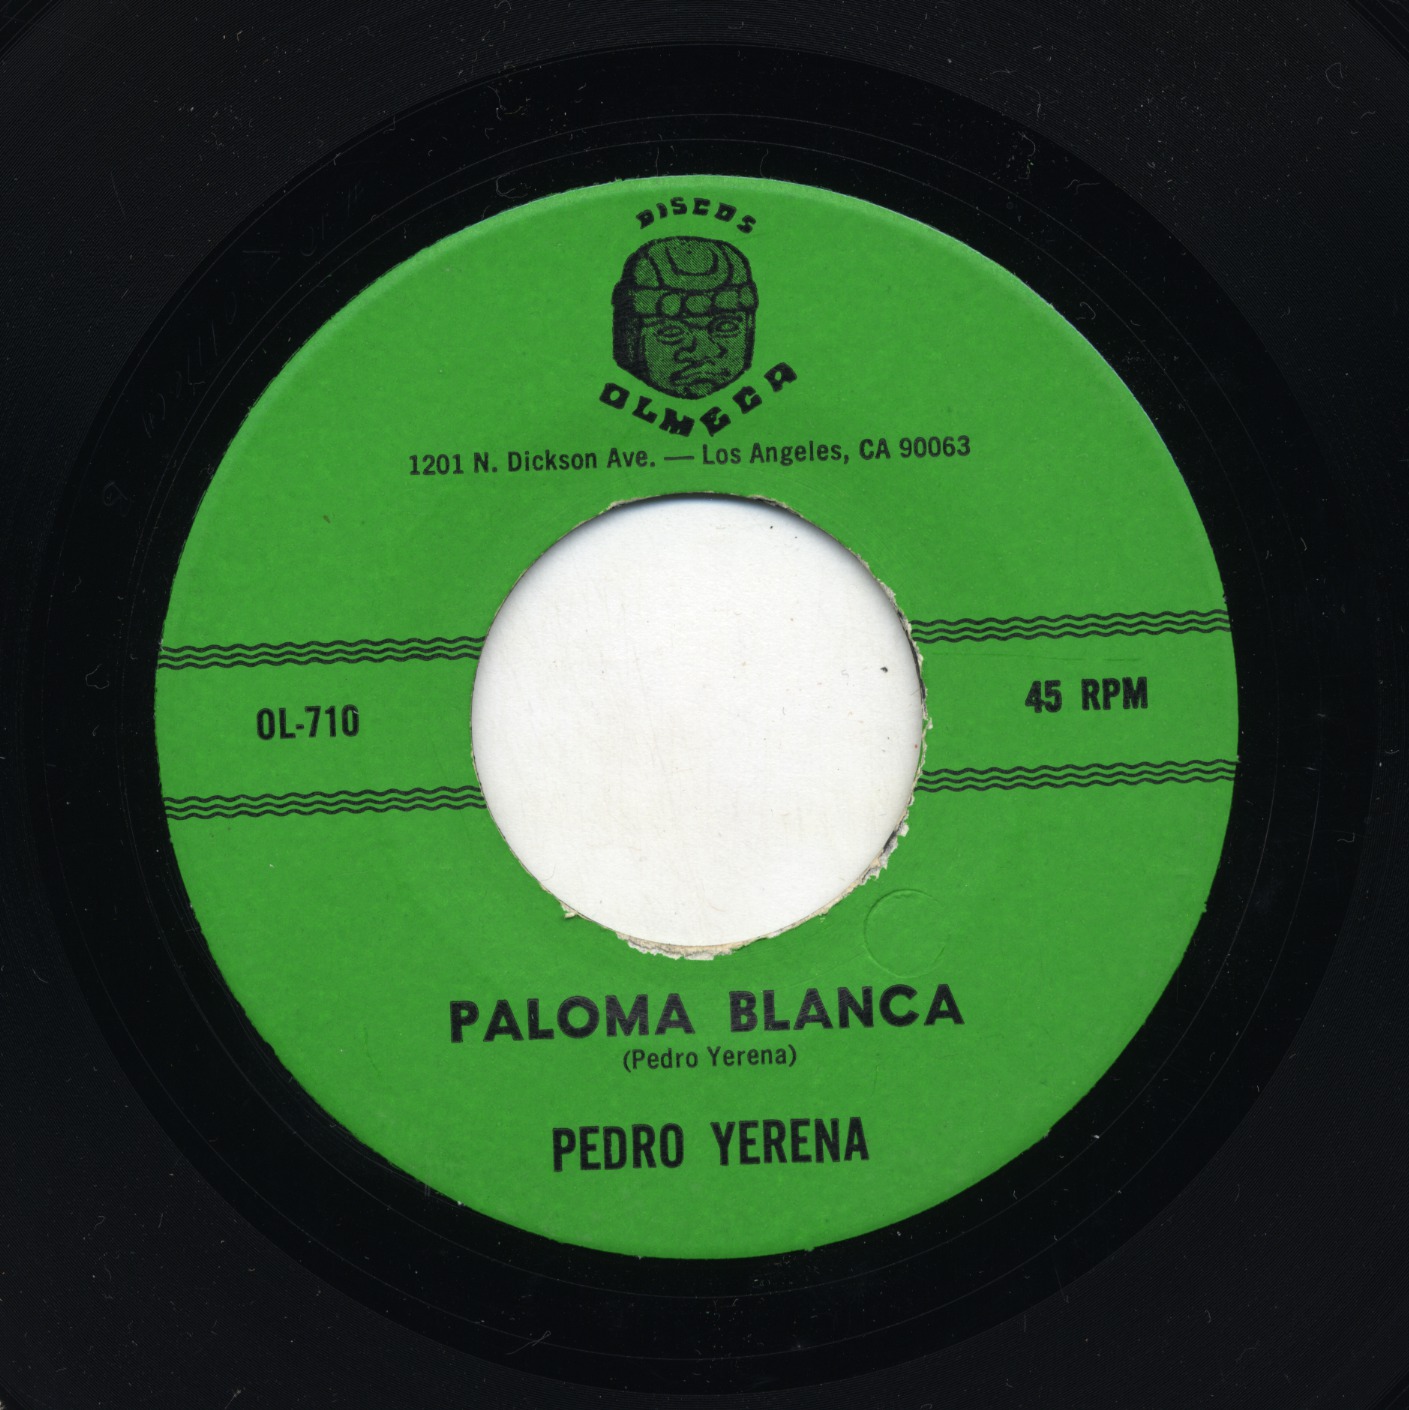 DISCOS
OLMECA
1201 N. Dickson Ave. — Los Angeles, CA 90063
OL-710
45 RPM
PALOMA BLANCA
(Pedro Yerena)
PEDRO YERENA